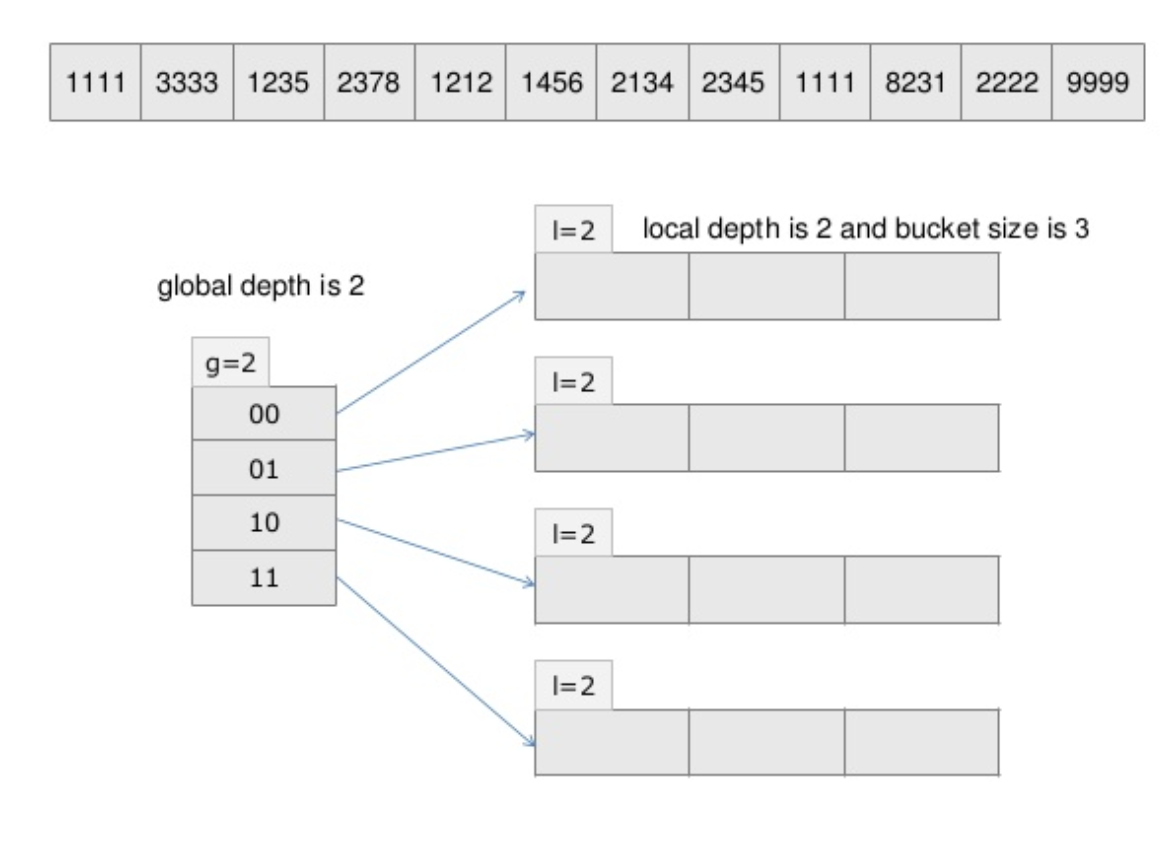 1111 3333 1235 2378 1212 1456 2134 2345 1111 8231 2222 9999
l=2 local depth is 2 and bucket size is 3
global depth is 2
g=2
l=2
00
01
10
l=2
11
l=2